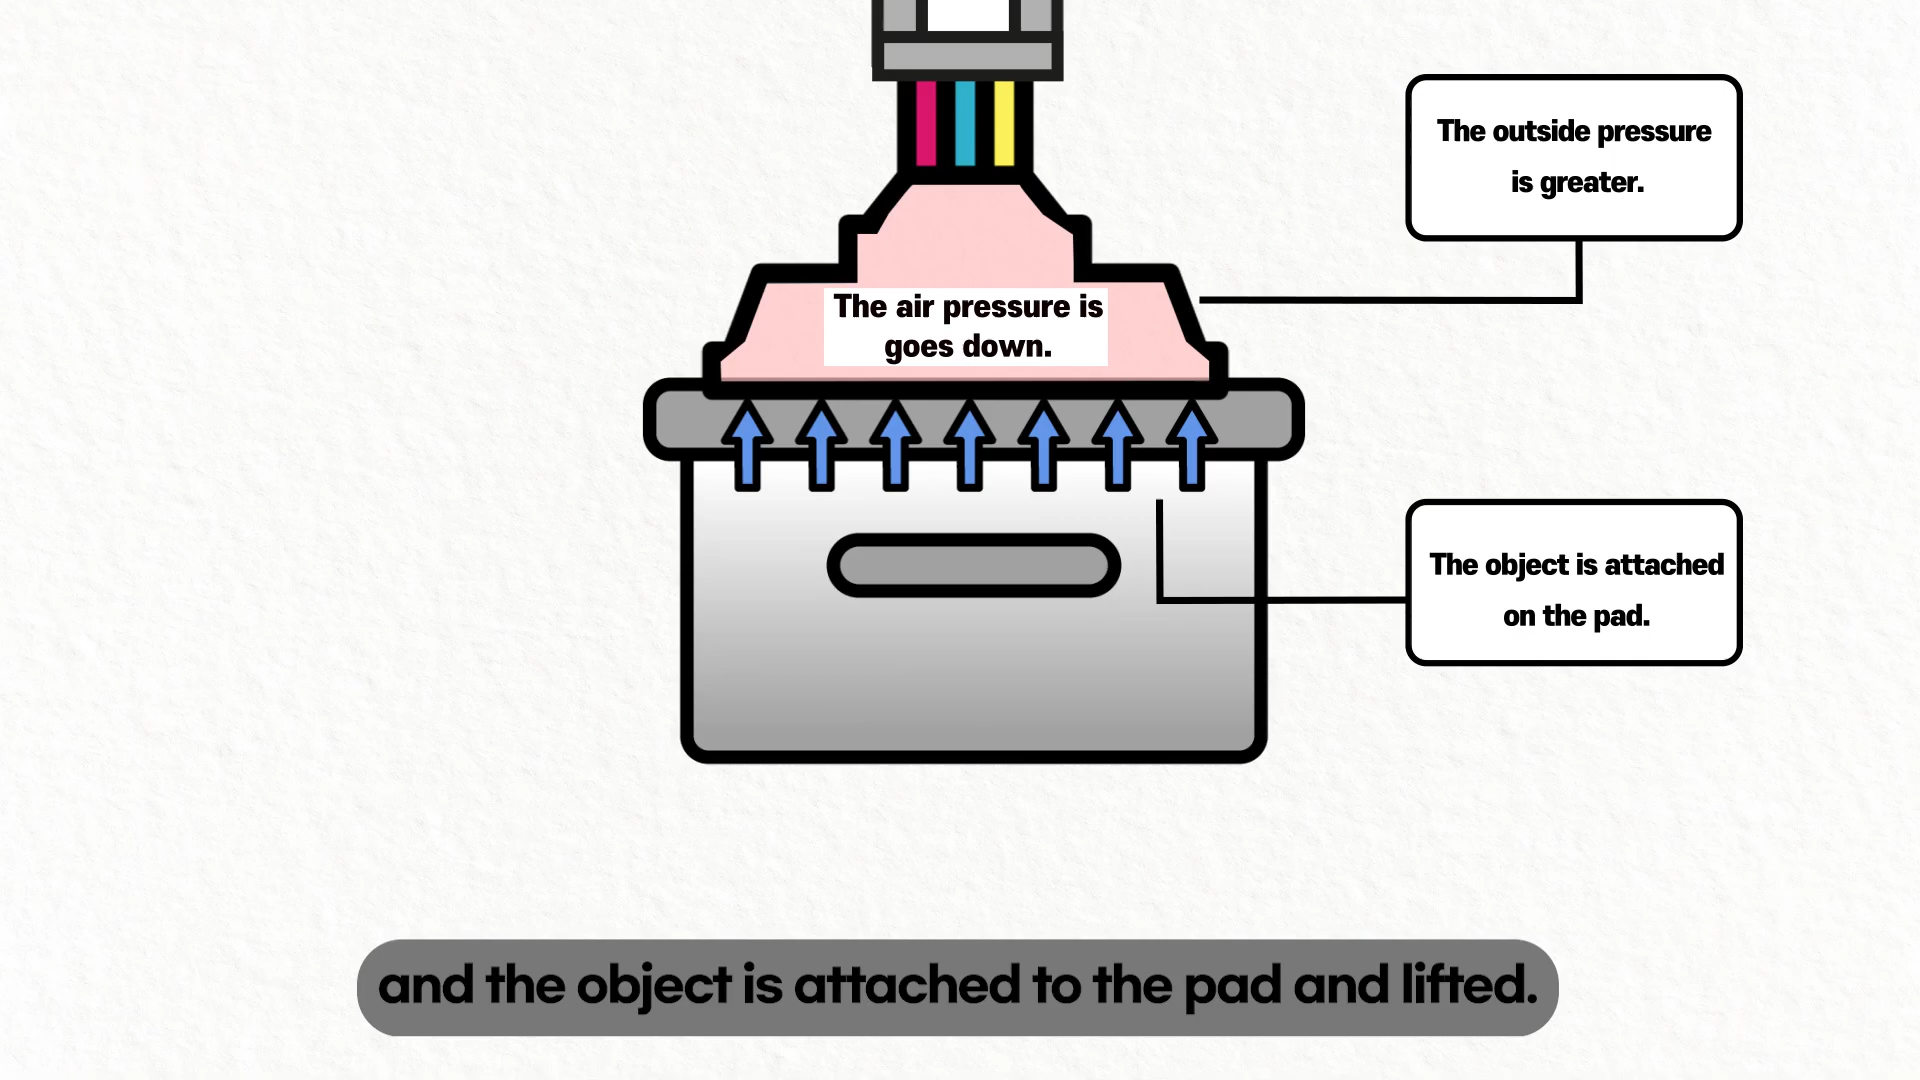 The outside pressure
is greater.
The air pressure is
goes down.
The object is attached
on the pad.
and the object is attached to the pad and lifted.